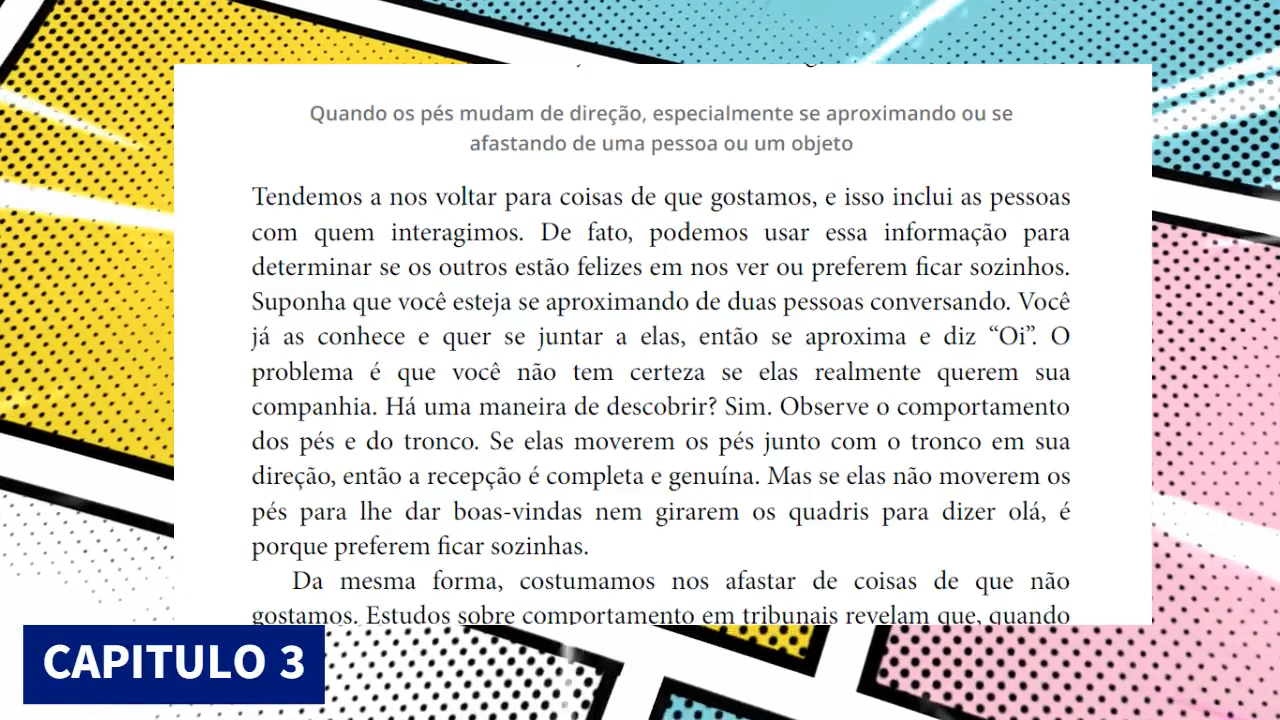 Quando os pés mudam de direção, especialmente se aproximando ou se
afastando de uma pessoa ou um objeto
Tendemos a nos voltar para coisas de que gostamos, e isso inclui as pessoas
com quem interagimos. De fato, podemos usar essa informação para
determinar se os outros estão felizes em nos ver ou preferem ficar sozinhos.
Suponha que você esteja se aproximando de duas pessoas conversando. Você
já as conhece e quer se juntar a elas, então se aproxima e diz “Oi”. O
problema é que você não tem certeza se elas realmente querem sua
companhia. Há uma maneira de descobrir? Sim. Observe o comportamento
dos pés e do tronco. Se elas moverem os pés junto com o tronco em sua
direção, então a recepção é completa e genuína. Mas se elas não moverem os
pés para lhe dar boas-vindas nem girarem os quadris para dizer olá, é
porque preferem ficar sozinhas.
Da mesma forma, costumamos nos afastar de coisas de que não
gostamos. Estudos sobre comportamento em tribunais revelam que, quando
CAPITULO 3